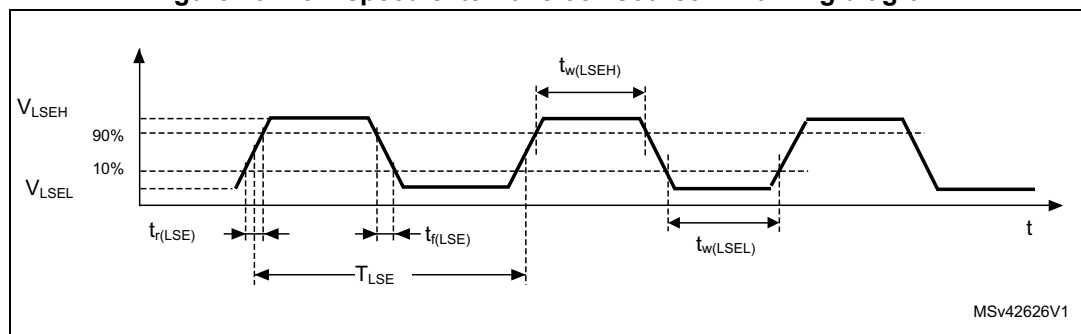 t_w(LSEH)
V_LSEH
90%
10%
V_LSEL
t_r(LSE)
t_f(LSE)
t_w(LSEL)
t
T_LSE
MSv42626V1